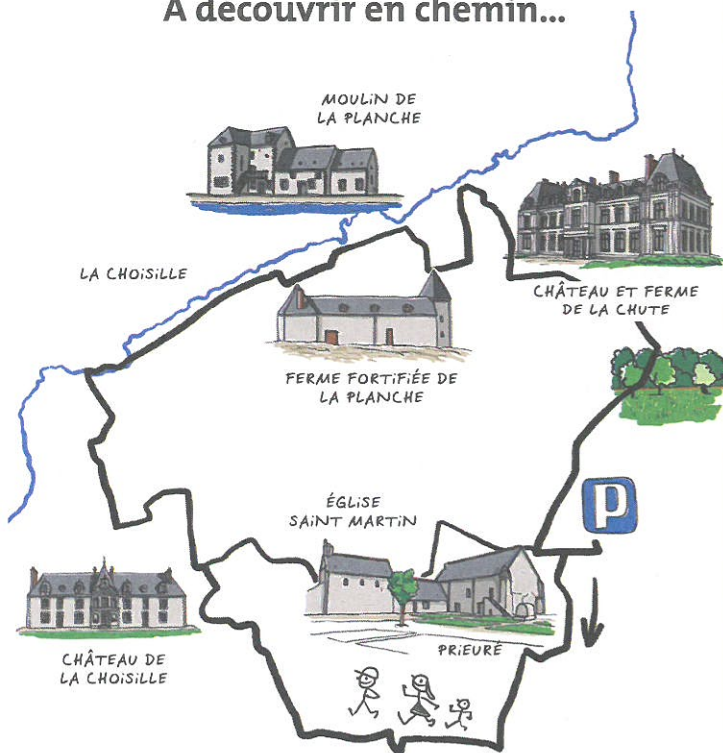 A découvrir en chemin...
MOULIN DE
LA PLANCHE
LA CHOISILLE
CHÂTEAU ET FERME
DE LA CHUTE
FERME FORTIFIÉE DE
LA PLANCHE
ÉGLISE
SAINT MARTIN
P
PRIEURÉ
CHÂTEAU DE
LA CHOISILLE